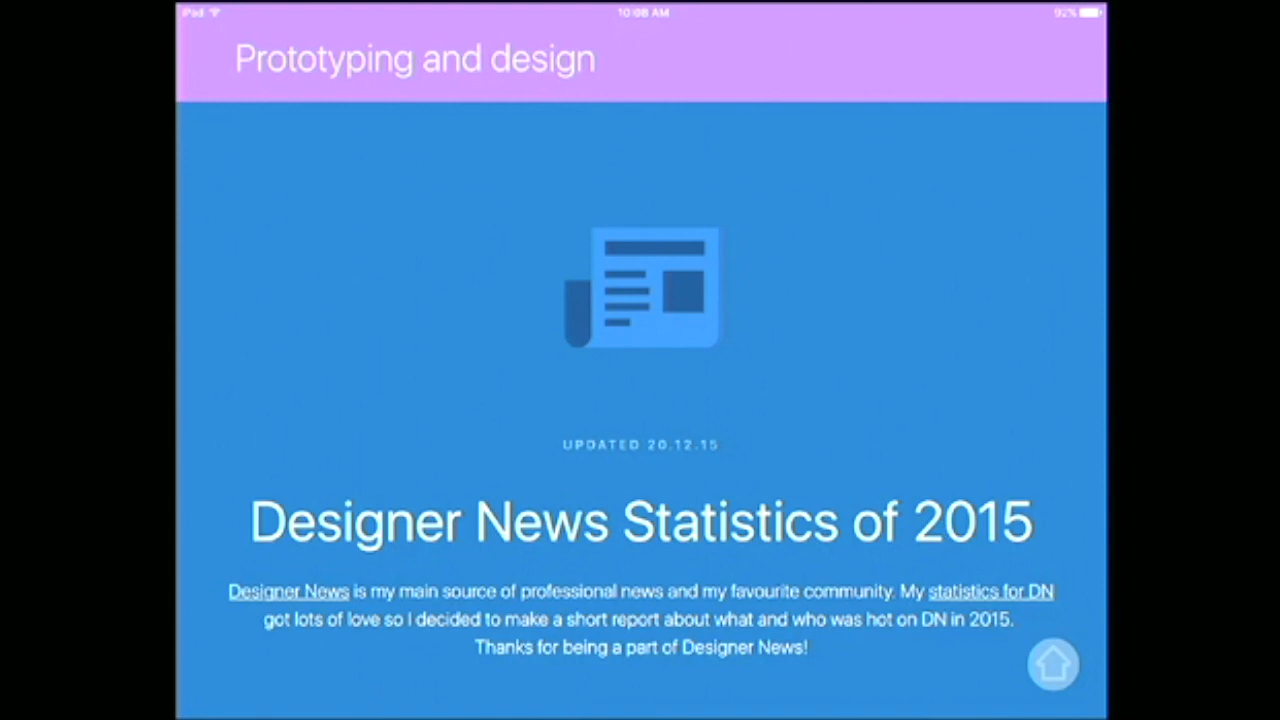 iPad 10:08 AM 92%
Prototyping and design
UPDATED 20.12.15
Designer News Statistics of 2015
Designer News is my main source of professional news and my favourite community. My statistics for DN
got lots of love so I decided to make a short report about what and who was hot on DN in 2015.
Thanks for being a part of Designer News!